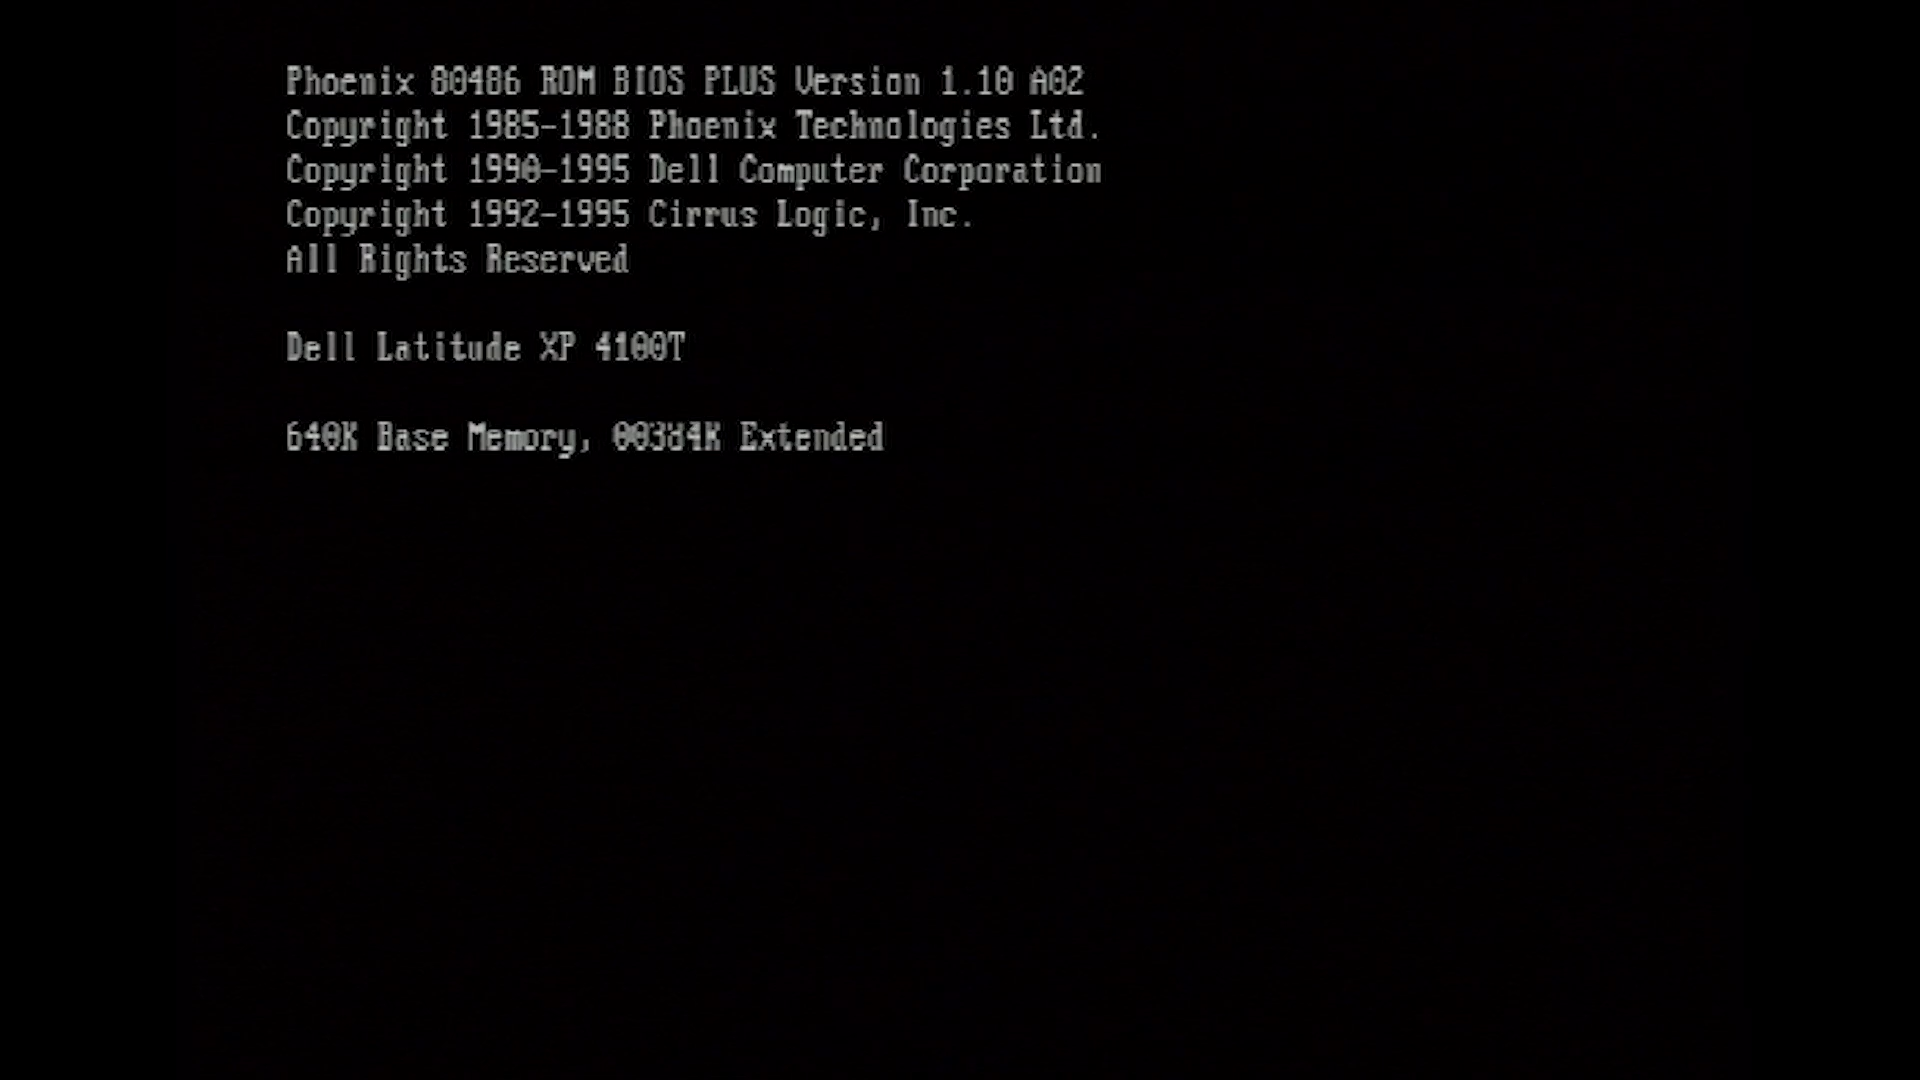 Phoenix 80486 ROM BIOS PLUS Version 1.10 A02
Copyright 1985-1988 Phoenix Technologies Ltd.
Copyright 1990-1995 Dell Computer Corporation
Copyright 1992-1995 Cirrus Logic, Inc.
All Rights Reserved
Dell Latitude XP 4100T
640K Base Memory, 00384K Extended